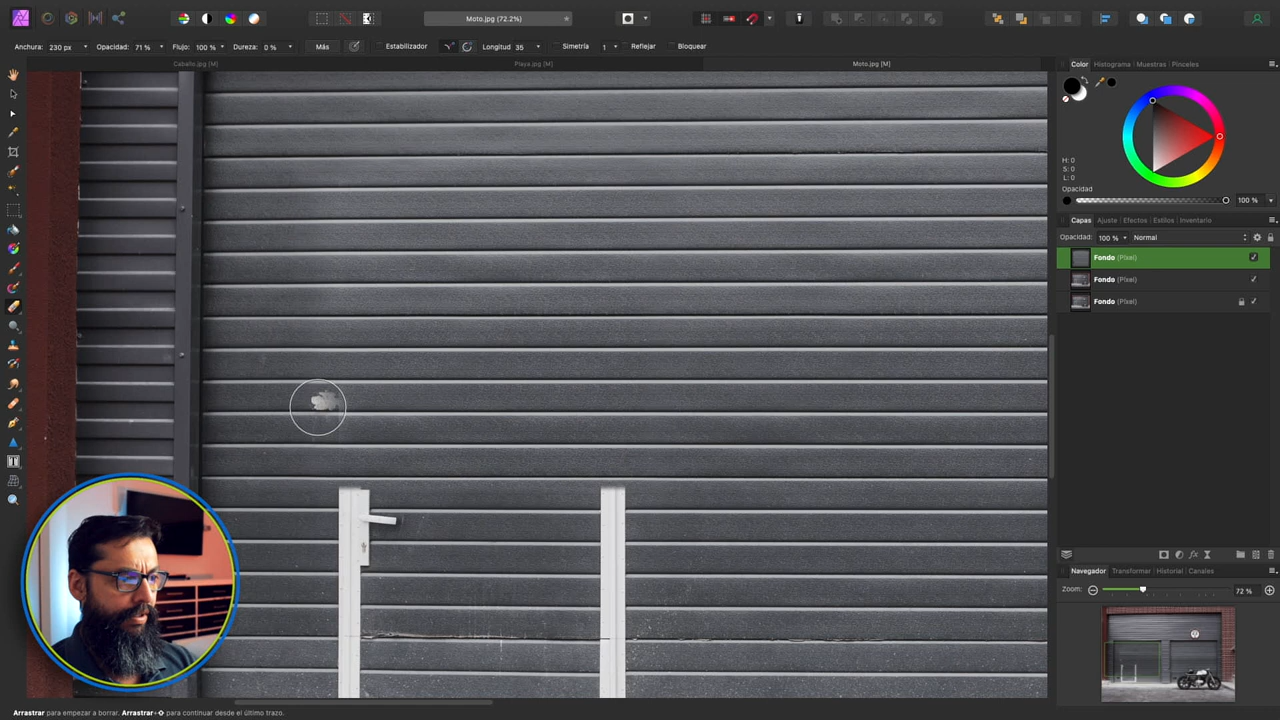 Moto.jpg (72.2%)
Anchura: 230 px Opacidad: 71 % Flujo: 100 % Dureza: 0 % Más Estabilizador Longitud 35 Simetría 1 Reflejar Bloquear
Caballo.jpg [M] Playa.jpg [M] Moto.jpg [M]
Color Histograma Muestras Pinceles
H: 0
S: 0
L: 0
Opacidad
100 %
Capas Ajuste Efectos Estilos Inventario
Opacidad: 100 % Normal
Fondo (Píxel)
Fondo (Píxel)
Fondo (Píxel)
Navegador Transformar Historial Canales
Zoom: 72 %
Arrastrar para empezar a borrar. Arrastrar+⇧ para continuar desde el último trazo.